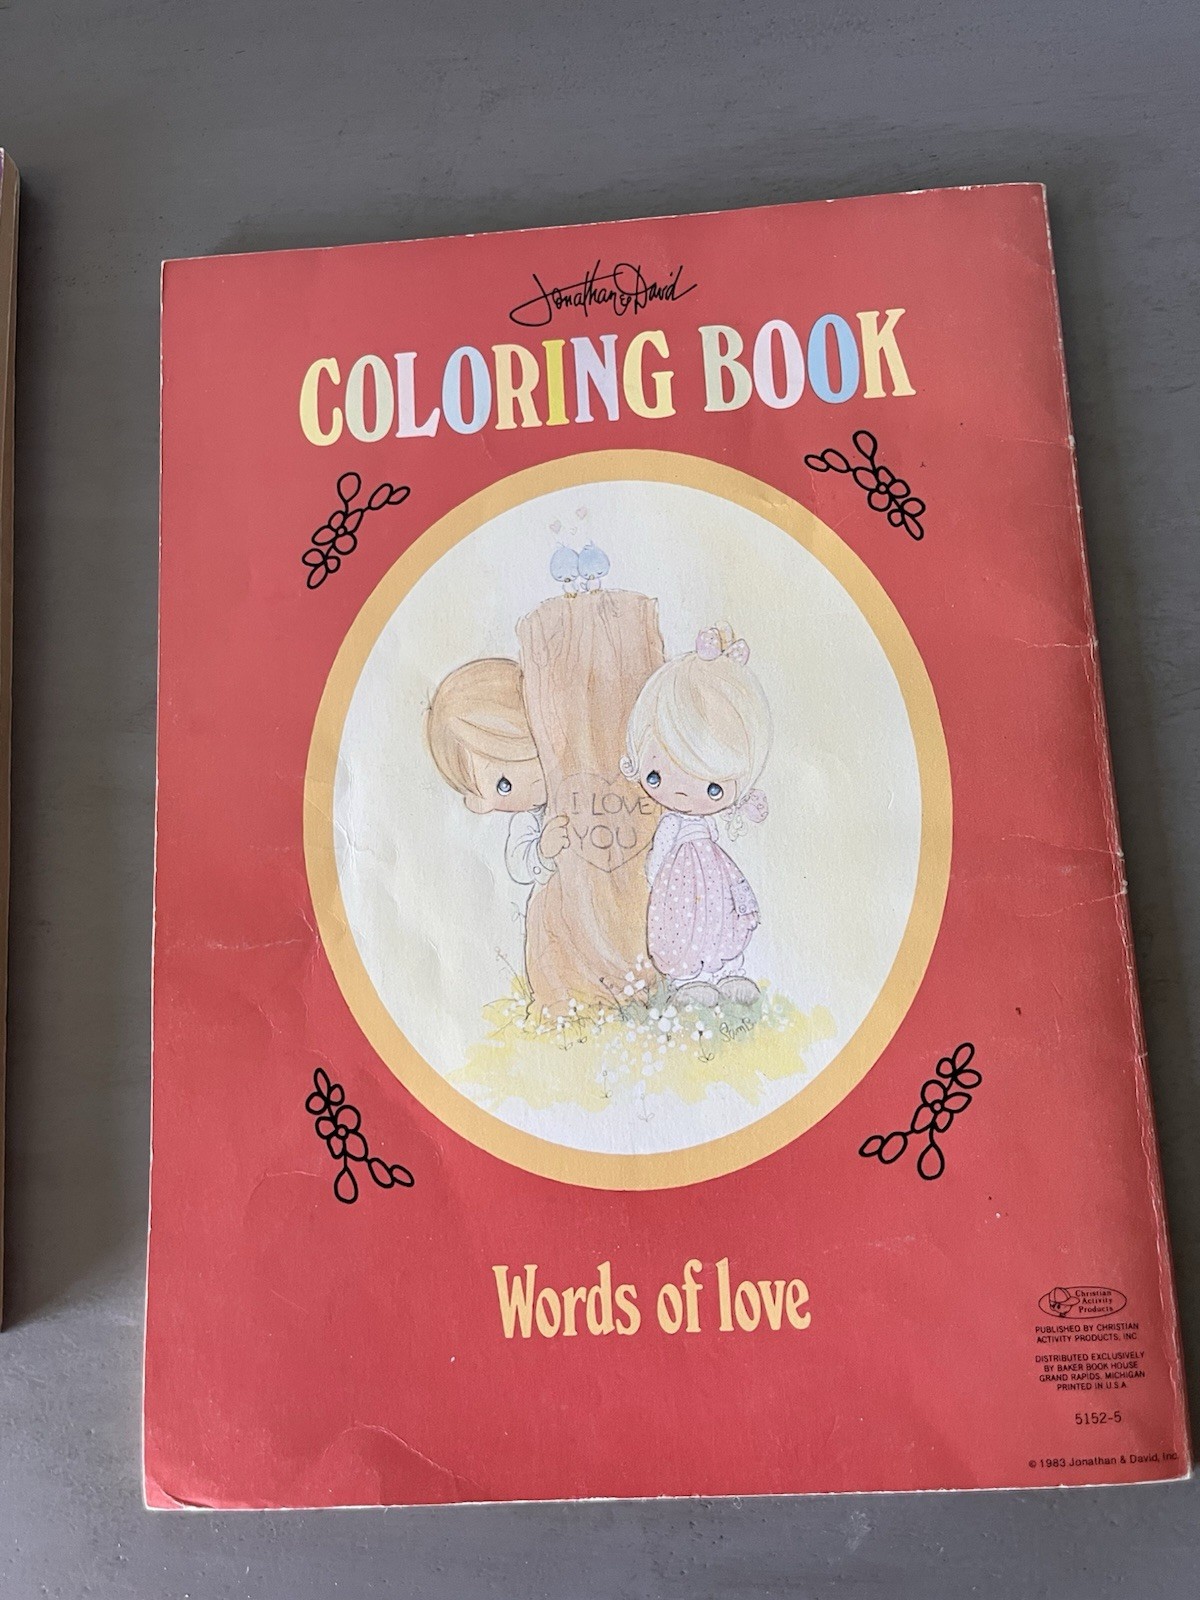 Jonathan & David
COLORING BOOK
I LOVE
YOU
Words of love
Christian
Activity
Products
PUBLISHED BY CHRISTIAN
ACTIVITY PRODUCTS, INC
DISTRIBUTED EXCLUSIVELY
BY BAKER BOOK HOUSE
GRAND RAPIDS, MICHIGAN
PRINTED IN U.S.A.
5152-5
© 1983 Jonathan & David, Inc.